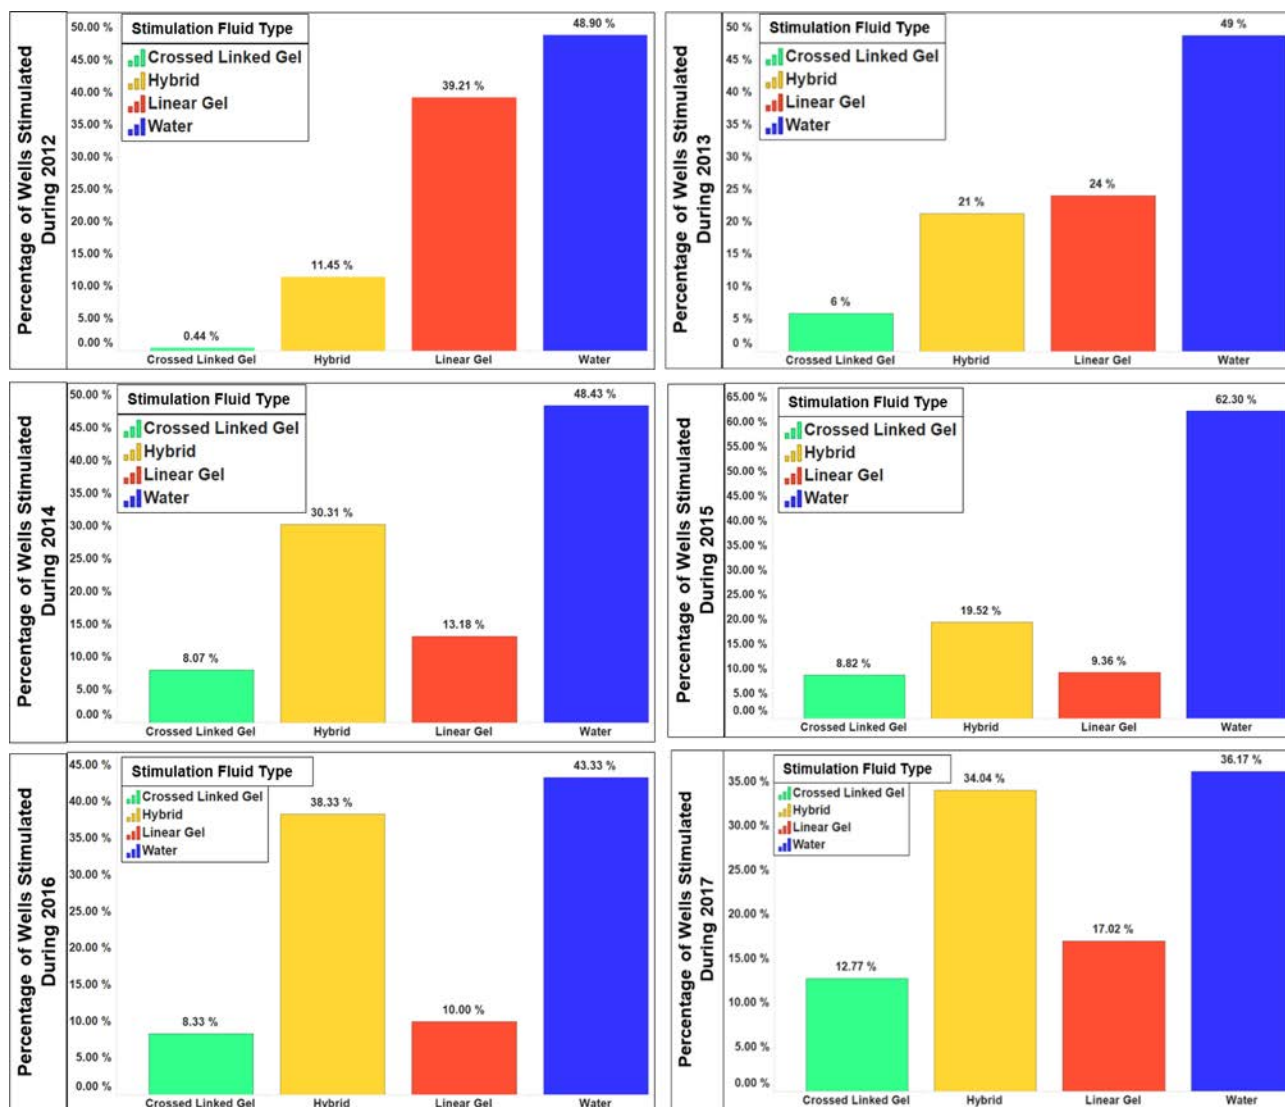 Percentage of Wells Stimulated
During 2012
50.00 %
45.00 %
40.00 %
35.00 %
30.00 %
25.00 %
20.00 %
15.00 %
10.00 %
5.00 %
0.00 %
Stimulation Fluid Type
Crossed Linked Gel
Hybrid
Linear Gel
Water
0.44 %
11.45 %
39.21 %
48.90 %
Crossed Linked Gel
Hybrid
Linear Gel
Water
Percentage of Wells Stimulated
During 2013
50 %
45 %
40 %
35 %
30 %
25 %
20 %
15 %
10 %
5 %
0 %
Stimulation Fluid Type
Crossed Linked Gel
Hybrid
Linear Gel
Water
6 %
21 %
24 %
49 %
Crossed Linked Gel
Hybrid
Linear Gel
Water
Percentage of Wells Stimulated
During 2014
50.00 %
45.00 %
40.00 %
35.00 %
30.00 %
25.00 %
20.00 %
15.00 %
10.00 %
5.00 %
0.00 %
Stimulation Fluid Type
Crossed Linked Gel
Hybrid
Linear Gel
Water
8.07 %
30.31 %
13.18 %
48.43 %
Crossed Linked Gel
Hybrid
Linear Gel
Water
Percentage of Wells Stimulated
During 2015
65.00 %
60.00 %
55.00 %
50.00 %
45.00 %
40.00 %
35.00 %
30.00 %
25.00 %
20.00 %
15.00 %
10.00 %
5.00 %
0.00 %
Stimulation Fluid Type
Crossed Linked Gel
Hybrid
Linear Gel
Water
8.82 %
19.52 %
9.36 %
62.30 %
Crossed Linked Gel
Hybrid
Linear Gel
Water
Percentage of Wells Stimulated
During 2016
45.00 %
40.00 %
35.00 %
30.00 %
25.00 %
20.00 %
15.00 %
10.00 %
5.00 %
0.00 %
Stimulation Fluid Type
Crossed Linked Gel
Hybrid
Linear Gel
Water
8.33 %
38.33 %
10.00 %
43.33 %
Crossed Linked Gel
Hybrid
Linear Gel
Water
Percentage of Wells Stimulated
During 2017
35.00 %
30.00 %
25.00 %
20.00 %
15.00 %
10.00 %
5.00 %
0.00 %
Stimulation Fluid Type
Crossed Linked Gel
Hybrid
Linear Gel
Water
12.77 %
34.04 %
17.02 %
36.17 %
Crossed Linked Gel
Hybrid
Linear Gel
Water